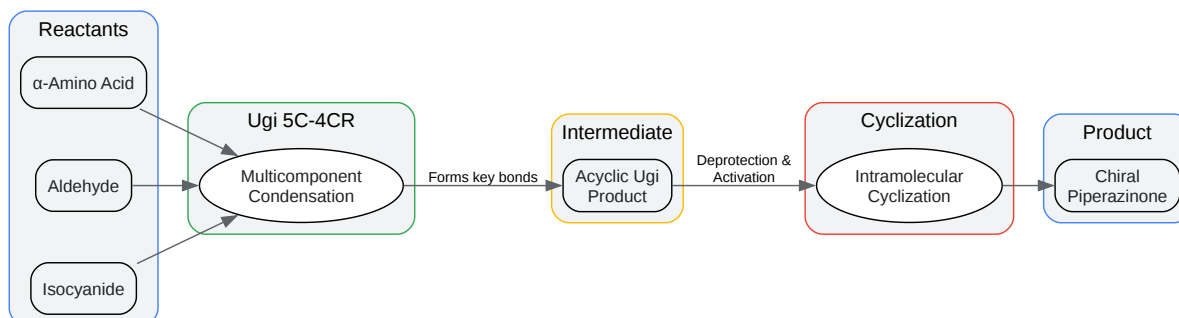 Reactants
α-Amino Acid
Aldehyde
Isocyanide
Ugi 5C-4CR
Multicomponent
Condensation
Forms key bonds
Intermediate
Acyclic Ugi
Product
Deprotection &
Activation
Cyclization
Intramolecular
Cyclization
Product
Chiral
Piperazinone